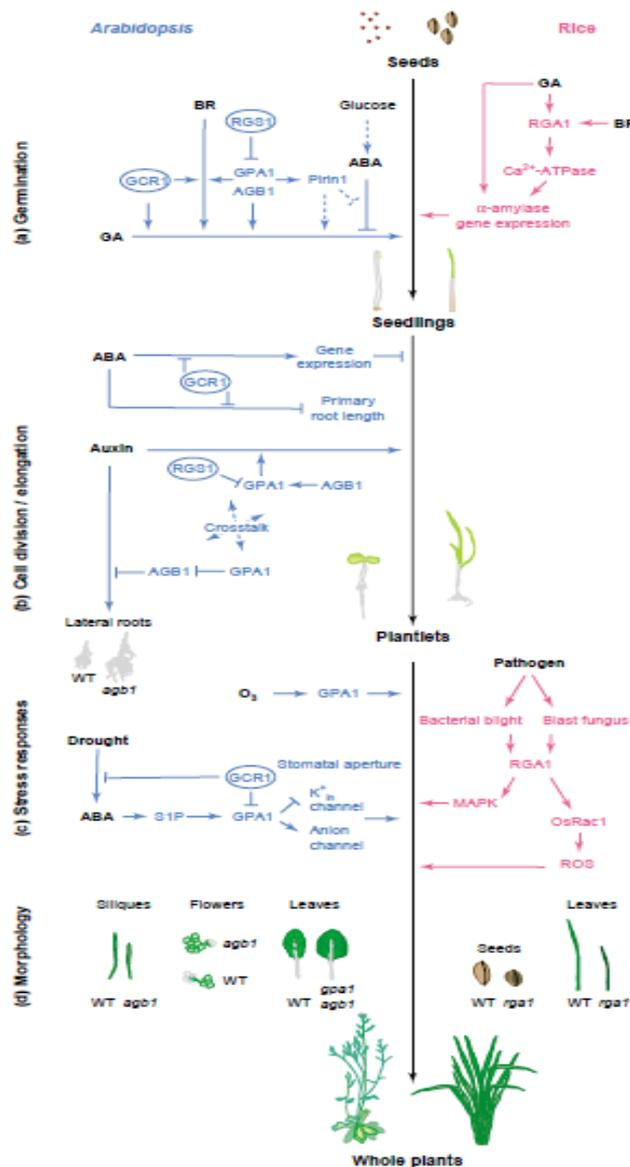 Arabidopsis
Rice
Seeds
(a) Germination
BR
RGS1
Glucose
GCR1
GPA1
AGB1
Pirin1
ABA
GA
GA
RGA1
BR
Ca2+-ATPase
α-amylase
gene expression
Seedlings
(b) Cell division / elongation
ABA
Gene
expression
GCR1
Primary
root length
Auxin
RGS1
GPA1
AGB1
Crosstalk
AGB1
GPA1
Lateral roots
WT
agb1
Plantlets
(c) Stress responses
O3
GPA1
Drought
GCR1
Stomatal aperture
ABA
S1P
GPA1
K+in
channel
Anion
channel
Pathogen
Bacterial blight
Blast fungus
RGA1
MAPK
OsRac1
ROS
(d) Morphology
Siliques
WT agb1
Flowers
agb1
WT
Leaves
gpa1
WT agb1
Seeds
WT rga1
Leaves
WT rga1
Whole plants